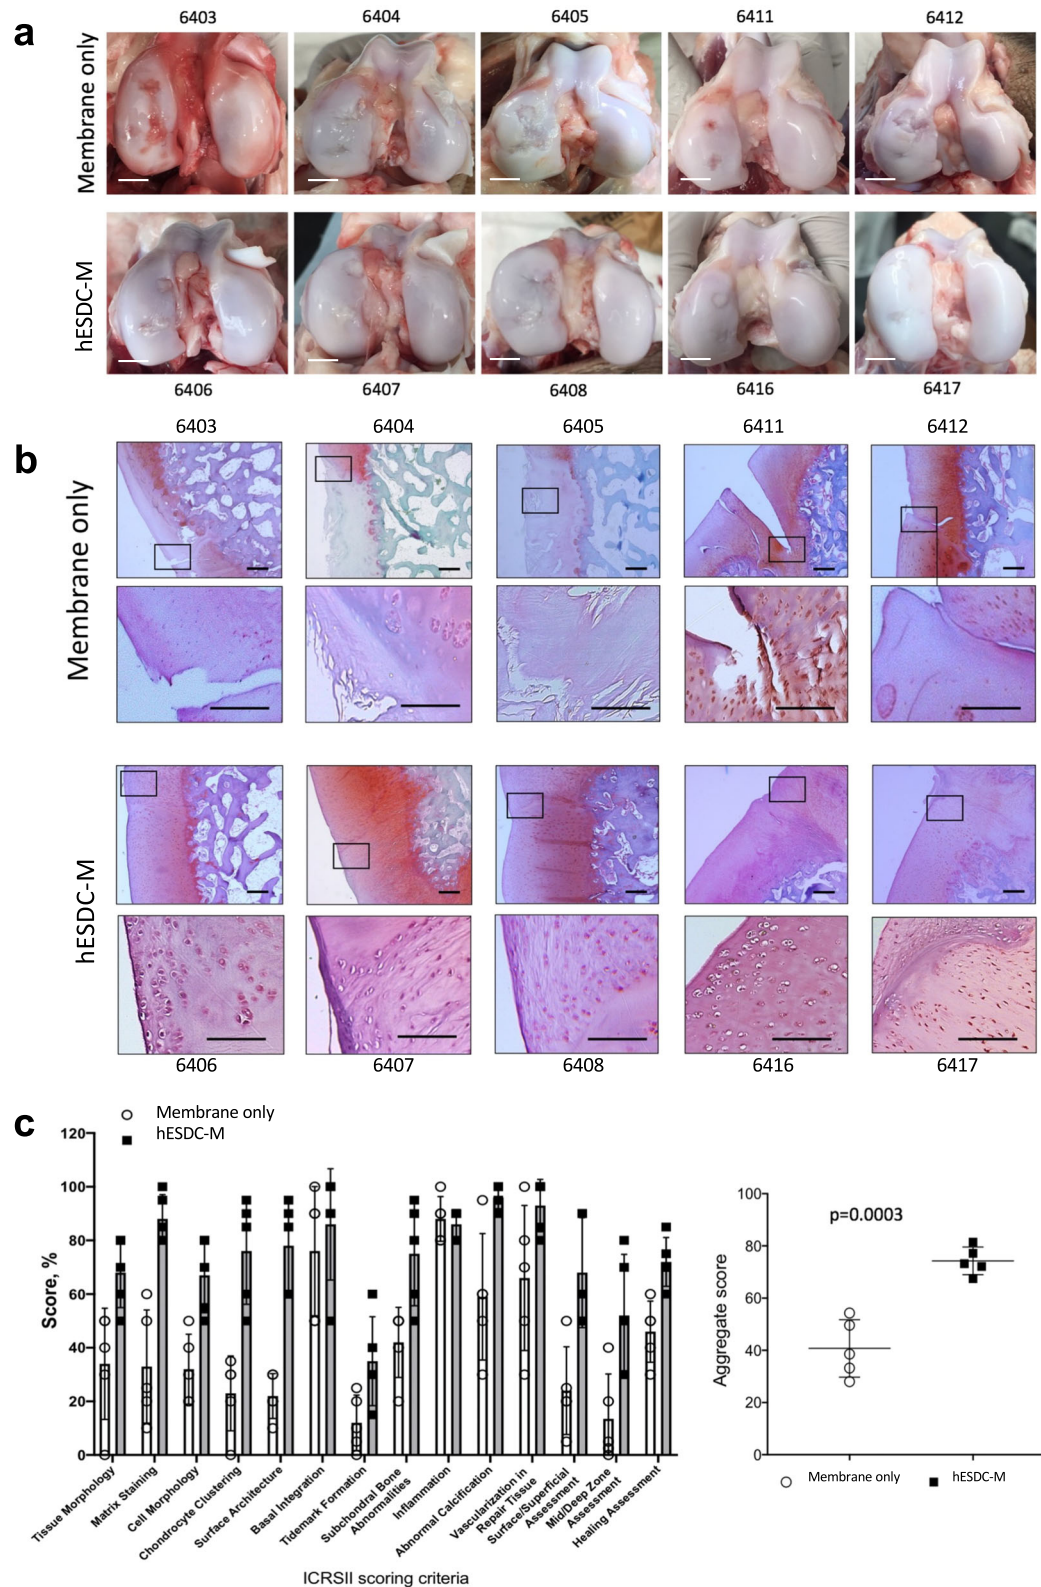 a
6403 6404 6405 6411 6412
Membrane only
hESDC-M
6406 6407 6408 6416 6417
b
6403 6404 6405 6411 6412
Membrane only
hESDC-M
6406 6407 6408 6416 6417
c
Membrane only
hESDC-M
Score, %
120
100
80
60
40
20
0
Tissue Morphology
Matrix Staining
Cell Morphology
Chondrocyte Clustering
Surface Architecture
Basal Integration
Tidemark Formation
Subchondral Bone
Abnormalities
Inflammation
Abnormal Calcification
Vascularization in
Repair Tissue
Surface/Superficial
Assessment
Mid/Deep Zone
Assessment
Healing Assessment
ICRSII scoring criteria
Aggregate score
100
80
60
40
20
0
p=0.0003
Membrane only
hESDC-M